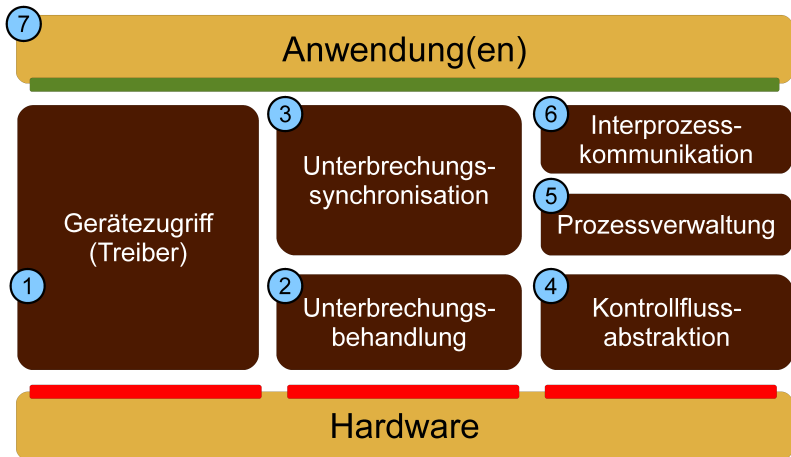 7
Anwendung(en)
1
Gerätezugriff
(Treiber)
3
Unterbrechungs-
synchronisation
2
Unterbrechungs-
behandlung
6
Interprozess-
kommunikation
5
Prozessverwaltung
4
Kontrollfluss-
abstraktion
Hardware